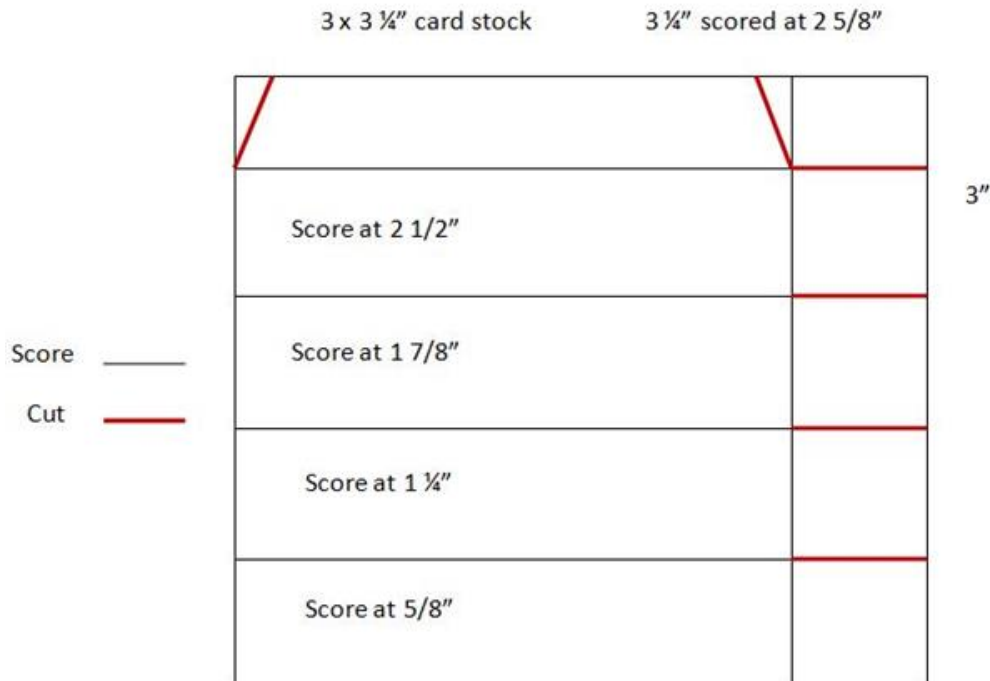 3 x 3 ¼” card stock
3 ¼” scored at 2 5/8”
3”
Score at 2 1/2”
Score at 1 7/8”
Score
Cut
Score at 1 ¼”
Score at 5/8”